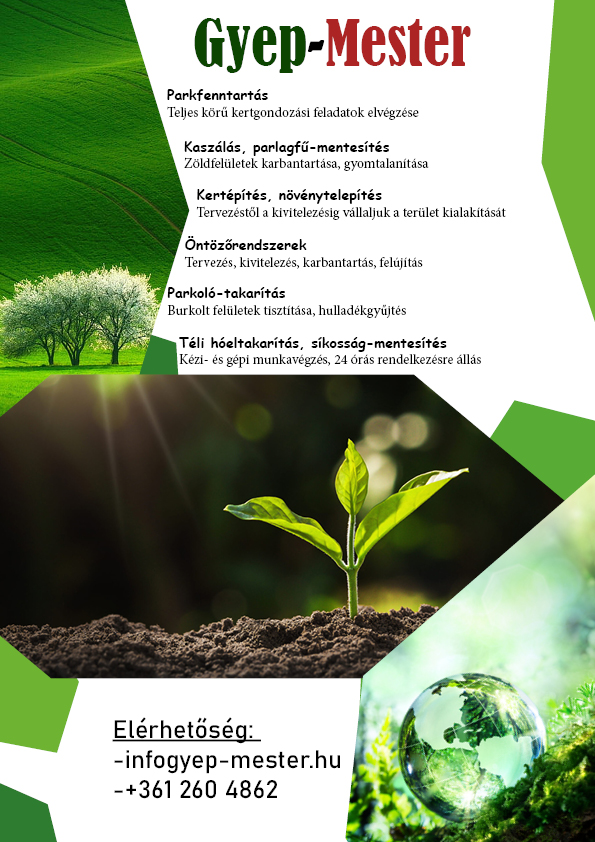 Gyep-Mester
Parkfenntartás
Teljes körű kertgondozási feladatok elvégzése
Kaszálás, parlagfű-mentesítés
Zöldfelületek karbantartása, gyomtalanítása
Kertépítés, növénytelepítés
Tervezéstől a kivitelezésig vállaljuk a terület kialakítását
Öntözőrendszerek
Tervezés, kivitelezés, karbantartás, felújítás
Parkoló-takarítás
Burkolt felületek tisztítása, hulladékgyűjtés
Téli hóeltakarítás, síkosság-mentesítés
Kézi- és gépi munkavégzés, 24 órás rendelkezésre állás
Elérhetőség:
-infogyep-mester.hu
-+361 260 4862